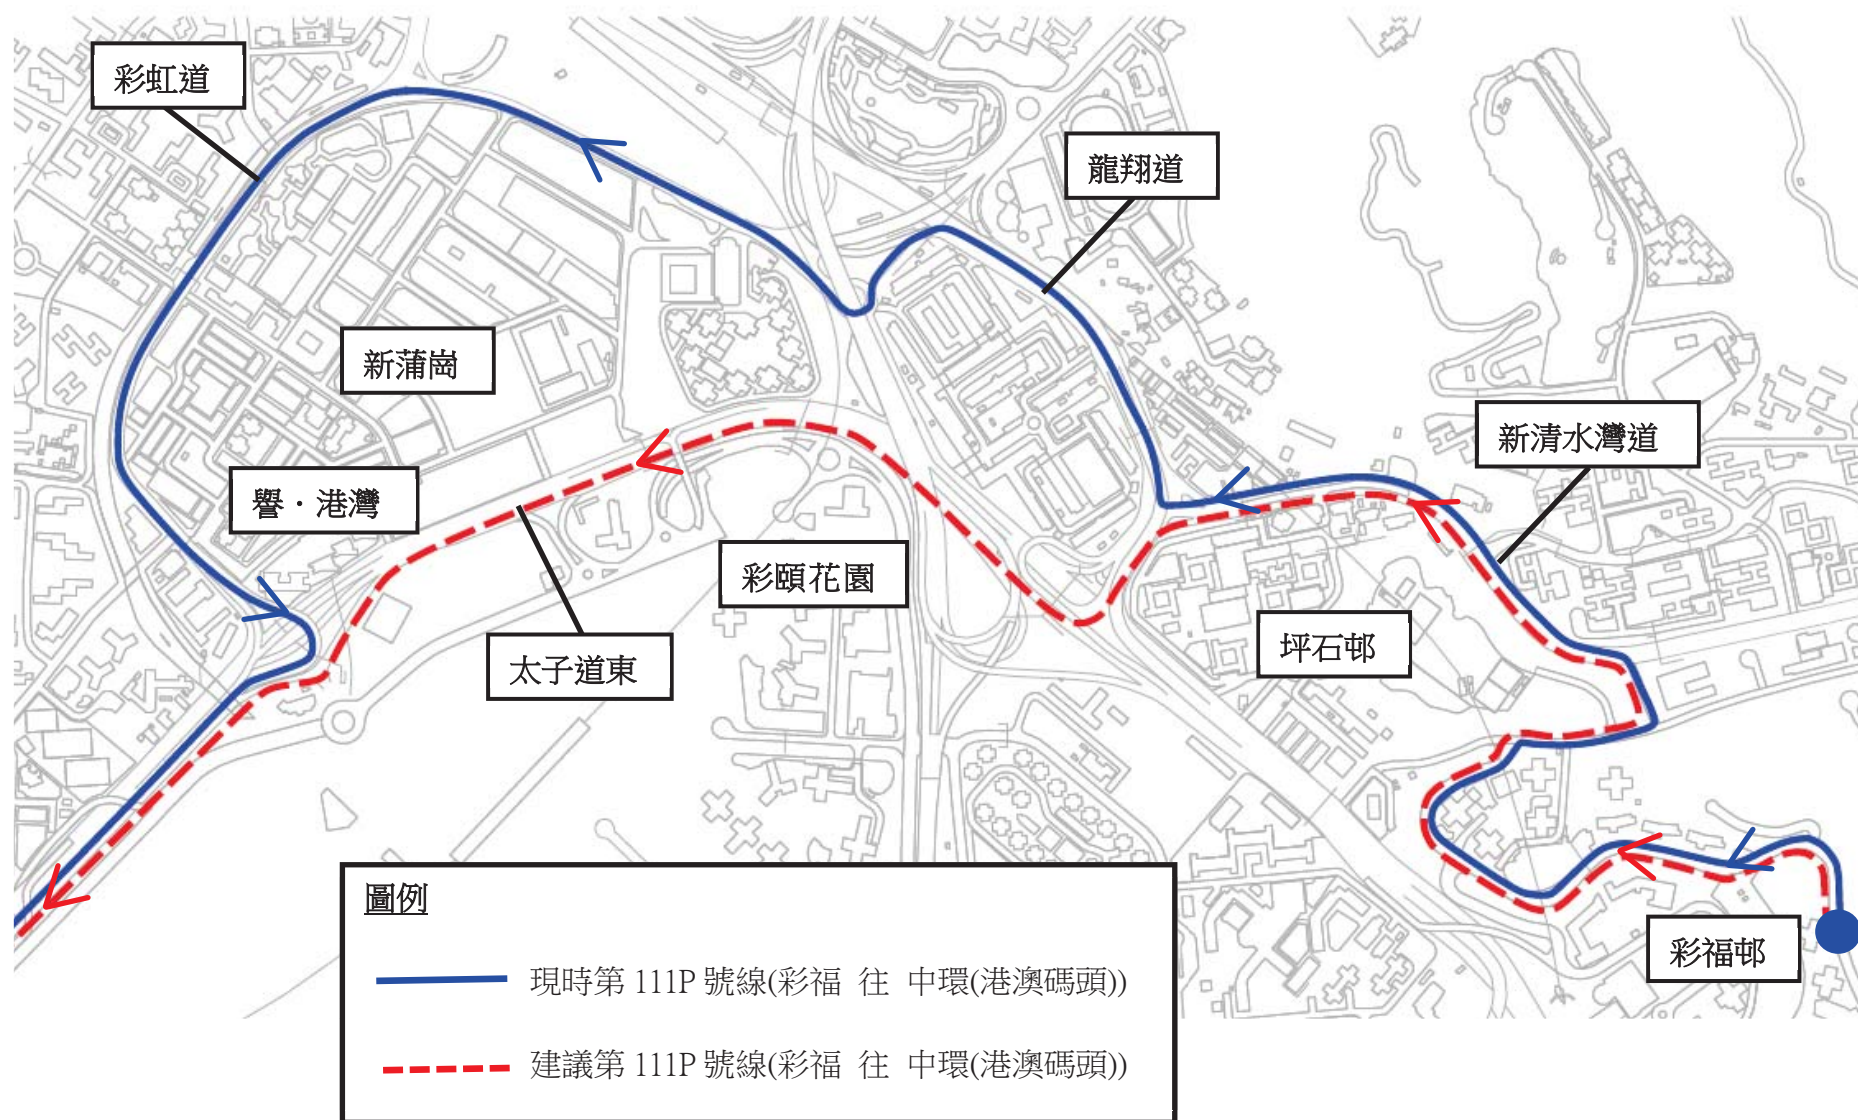 彩虹道
龍翔道
新蒲崗
新清水灣道
譽．港灣
彩頤花園
坪石邨
太子道東
彩福邨
圖例
現時第 111P 號線(彩福 往 中環(港澳碼頭))
建議第 111P 號線(彩福 往 中環(港澳碼頭))